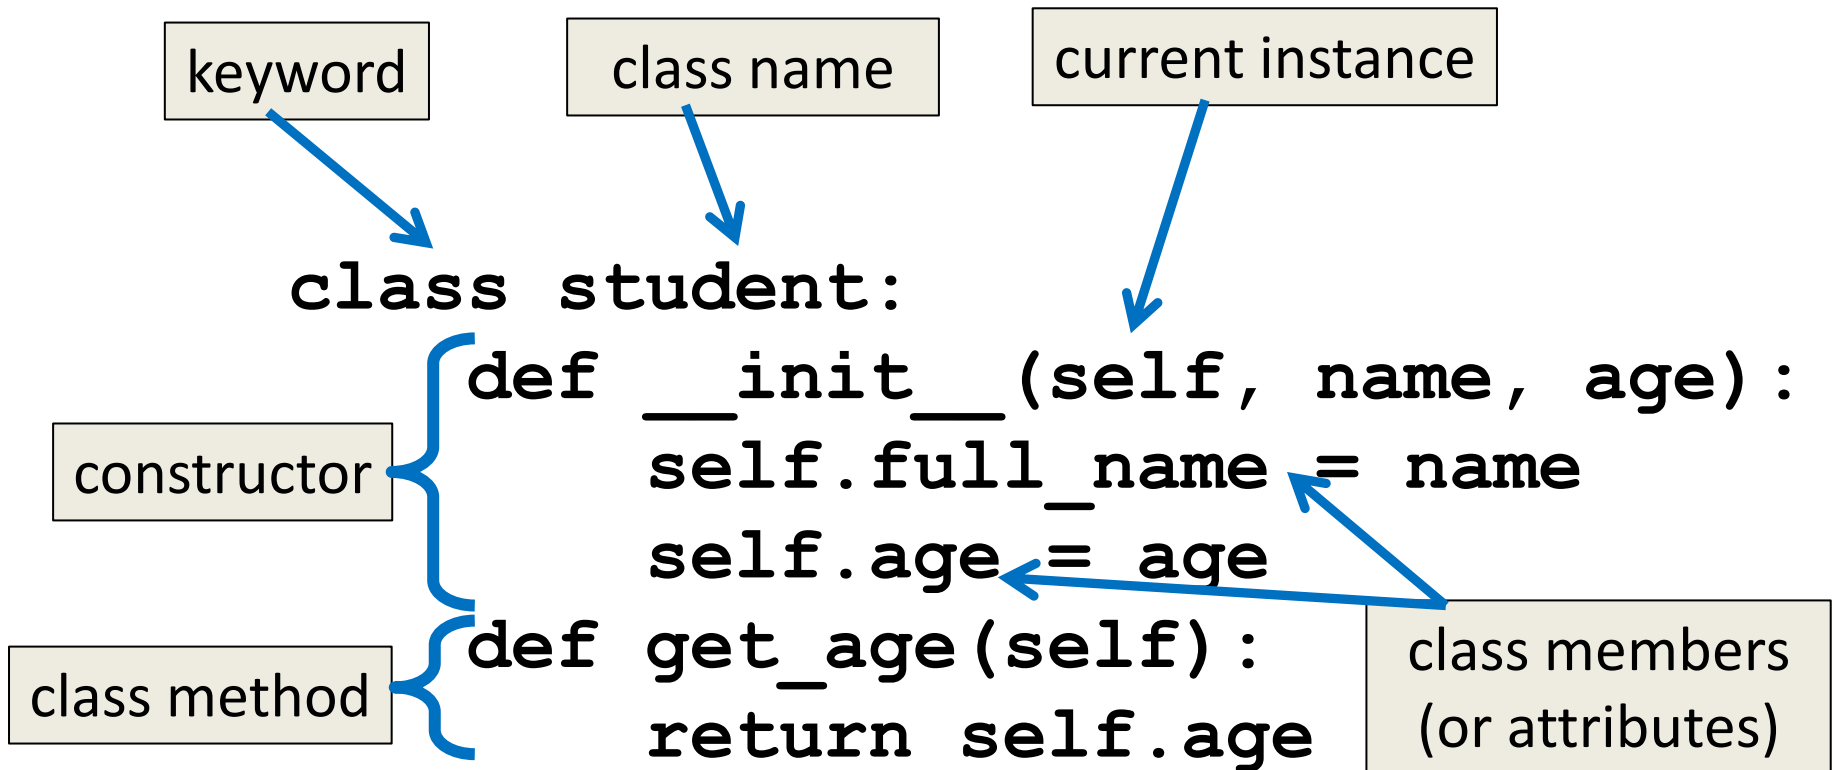 keyword
class name
current instance
class student:
def __init__(self, name, age):
self.full_name = name
self.age = age
def get_age(self):
return self.age
constructor
class method
class members
(or attributes)